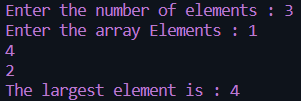 Enter the number of elements : 3
Enter the array Elements : 1
4
2
The largest element is : 4